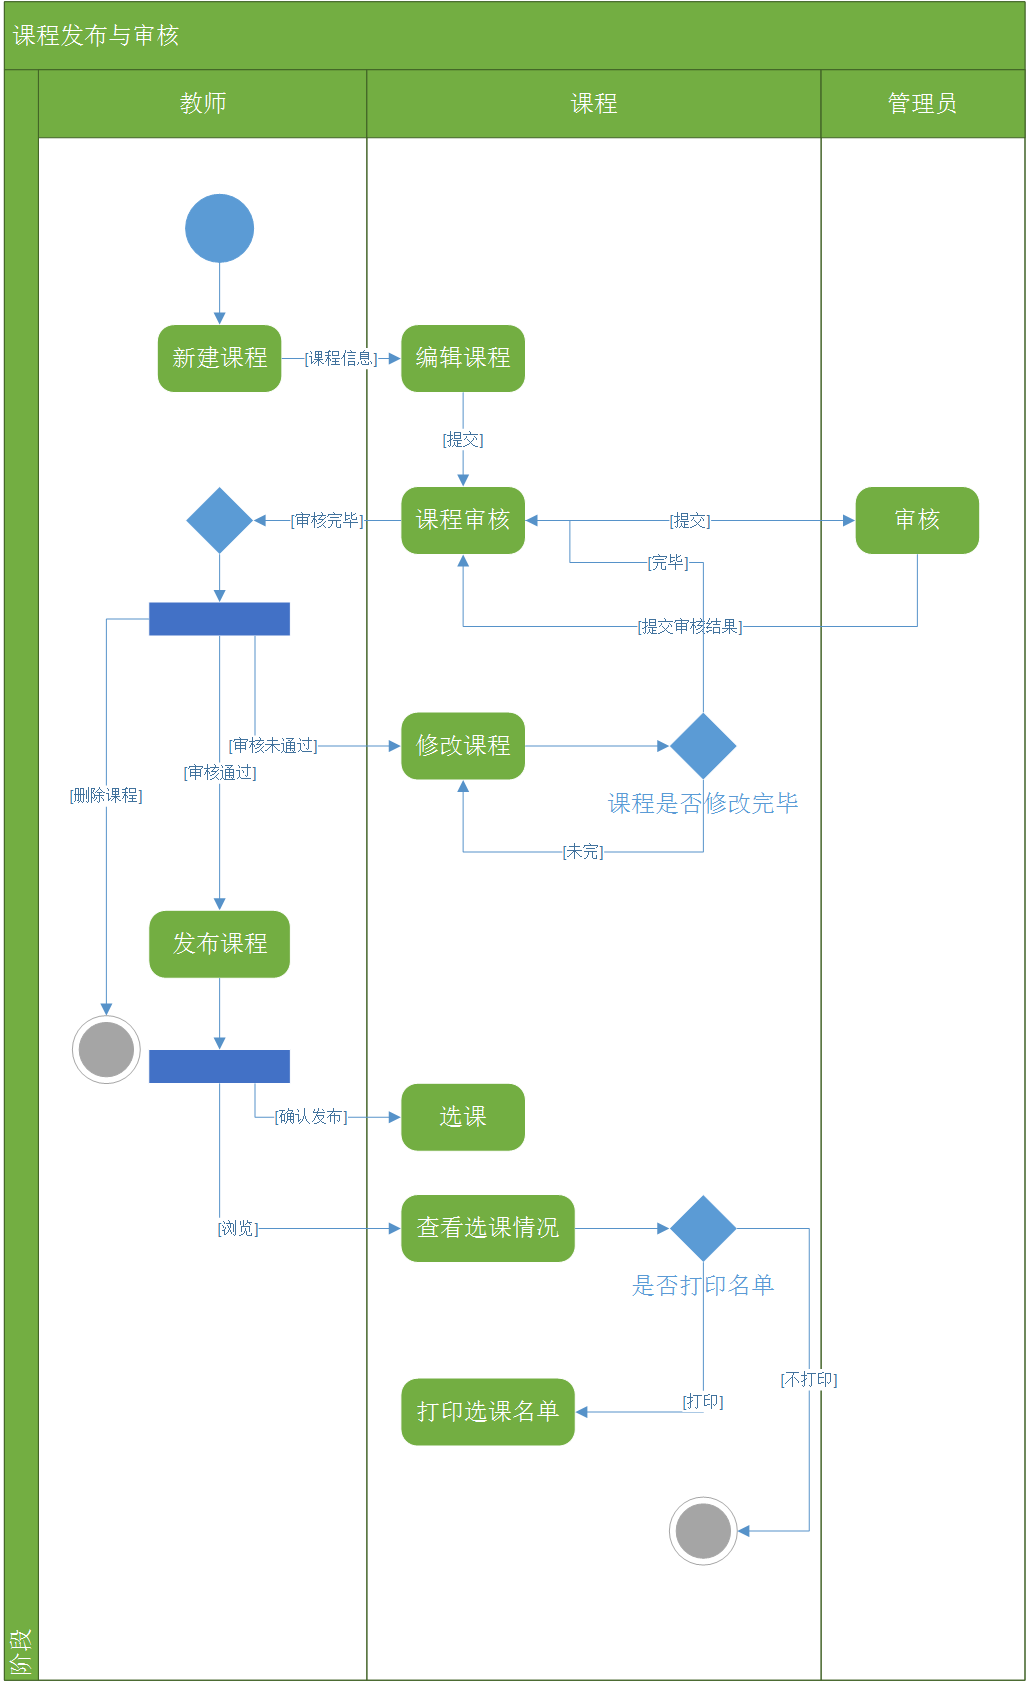 课程发布与审核
教师
课程
管理员
新建课程
[课程信息]
编辑课程
[提交]
[审核完毕]
课程审核
[提交]
审核
[完毕]
[提交审核结果]
[审核未通过]
修改课程
[审核通过]
[删除课程]
课程是否修改完毕
[未完]
发布课程
[确认发布]
选课
[浏览]
查看选课情况
是否打印名单
[不打印]
[打印]
打印选课名单
阶段